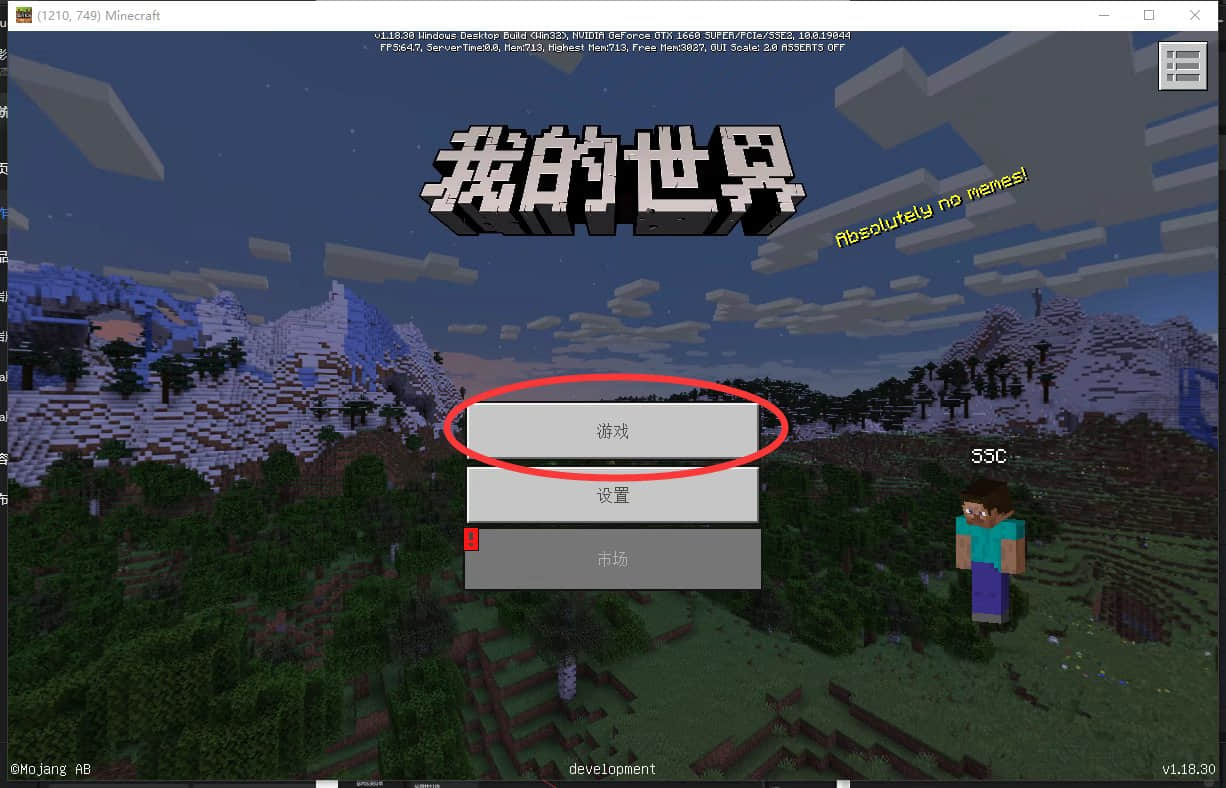 (1210, 749) Minecraft
v1.18.30 Windows Desktop Build (Win32), NVIDIA GeForce GTX 1660 SUPER/PCIe/SSE2, 10.0.19044
FPS:64.7, ServerTime:0.0, Mem:713, Highest Mem:713, Free Mem:3027, GUI Scale: 2.0 ASSERTS OFF
我的世界
Absolutely no memes!
游戏
设置
SSC
!
市场
©Mojang AB
development
v1.18.30